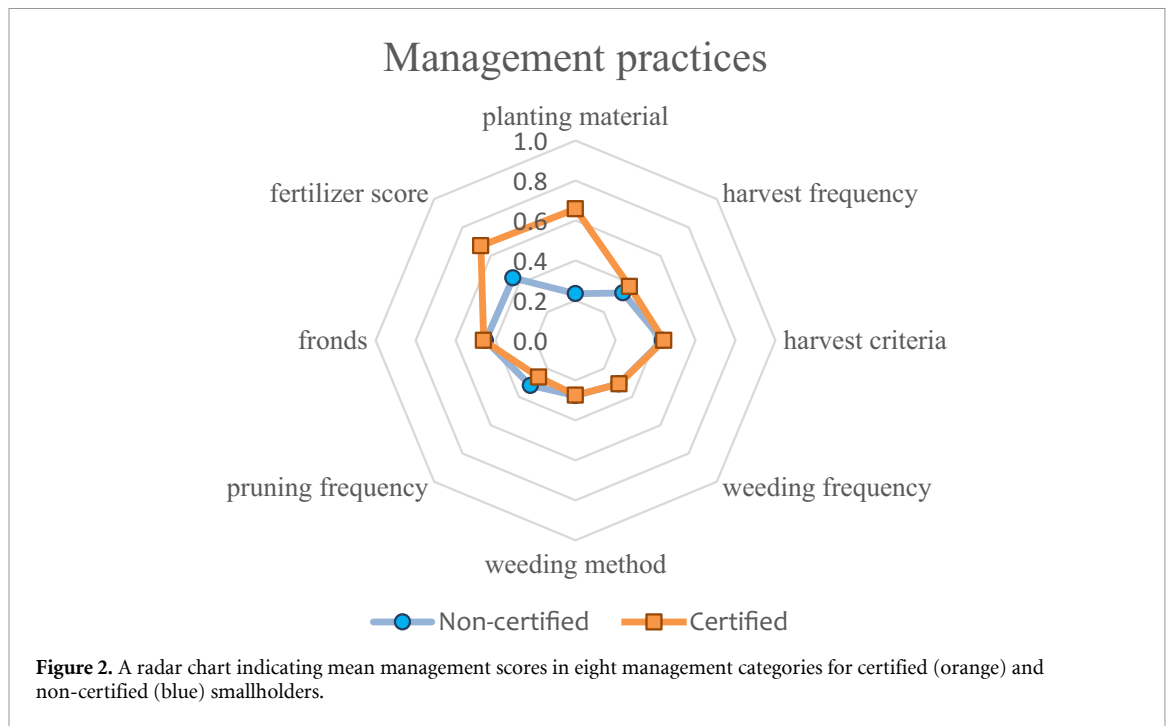 Management practices
planting material
1.0
0.8
0.6
0.4
0.2
0.0
fertilizer score
harvest frequency
fronds
harvest criteria
pruning frequency
weeding frequency
weeding method
Non-certified
Certified
Figure 2. A radar chart indicating mean management scores in eight management categories for certified (orange) and
non-certified (blue) smallholders.